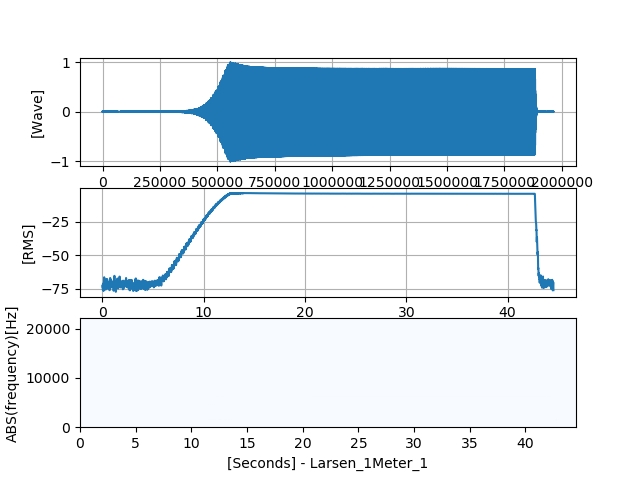 1
0
−1
[Wave]
0 250000 500000 750000 1000000 1250000 1500000 1750000 2000000
−25
−50
−75
[RMS]
0 10 20 30 40
20000
10000
0
ABS(frequency)[Hz]
0 5 10 15 20 25 30 35 40
[Seconds] - Larsen_1Meter_1